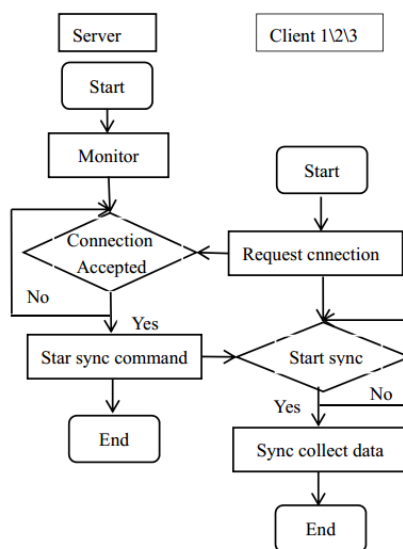 Server
Client 1\2\3
Start
Monitor
Start
Connection
Accepted
Request cnnection
No
Yes
Star sync command
Start sync
Yes
No
End
Sync collect data
End